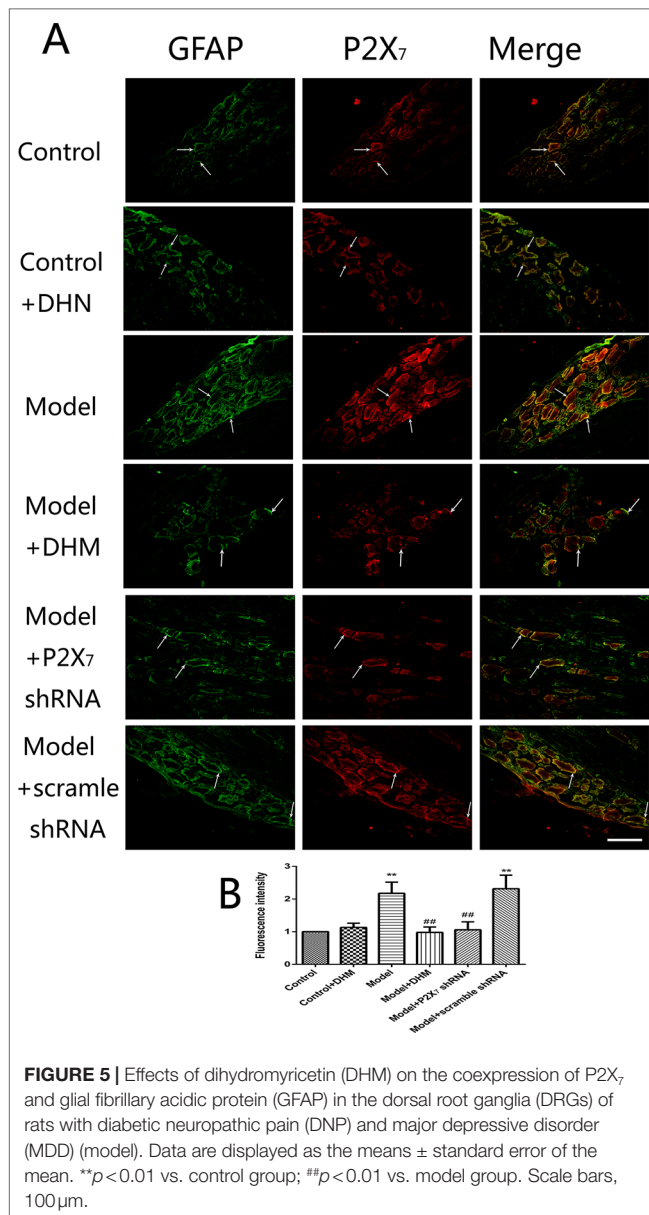 A
GFAP P2X₇ Merge
Control
Control
+DHN
Model
Model
+DHM
Model
+P2X₇
shRNA
Model
+scramle
shRNA
B
Fluorescence intensity
3
2
1
0
**
##
##
**
Control
Control+DHM
Model
Model+DHM
Model+P2X₇ shRNA
Model+scramble shRNA
FIGURE 5 | Effects of dihydromyricetin (DHM) on the coexpression of P2X₇
and glial fibrillary acidic protein (GFAP) in the dorsal root ganglia (DRGs) of
rats with diabetic neuropathic pain (DNP) and major depressive disorder
(MDD) (model). Data are displayed as the means ± standard error of the
mean. **p<0.01 vs. control group; ##p<0.01 vs. model group. Scale bars,
100μm.